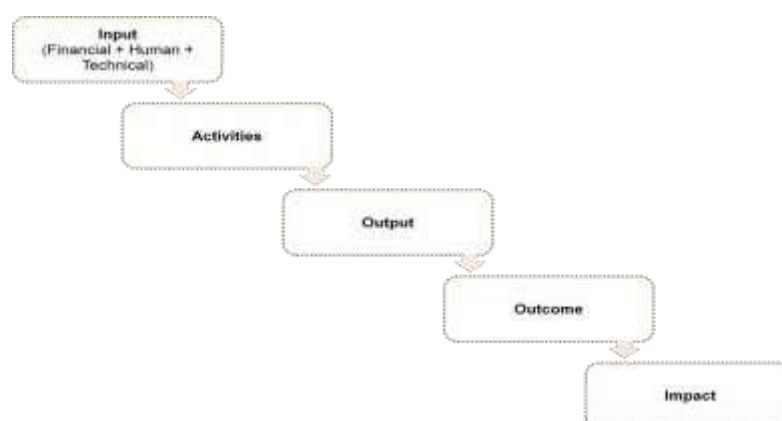 Input
(Financial + Human +
Technical)
Activities
Output
Outcome
Impact